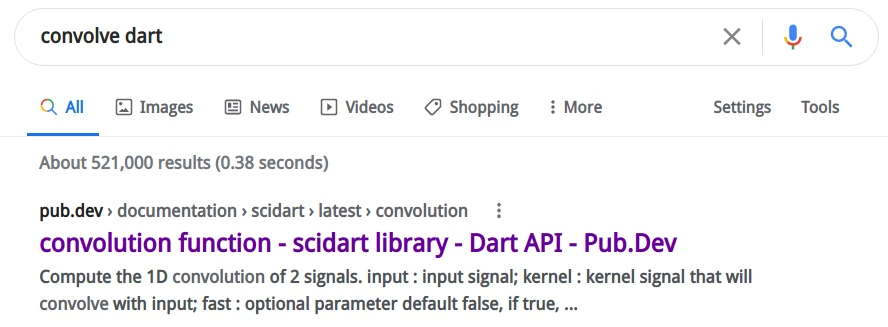 convolve dart
All Images News Videos Shopping More Settings Tools
About 521,000 results (0.38 seconds)
pub.dev › documentation › scidart › latest › convolution
convolution function - scidart library - Dart API - Pub.Dev
Compute the 1D convolution of 2 signals. input : input signal; kernel : kernel signal that will
convolve with input; fast : optional parameter default false, if true, ...